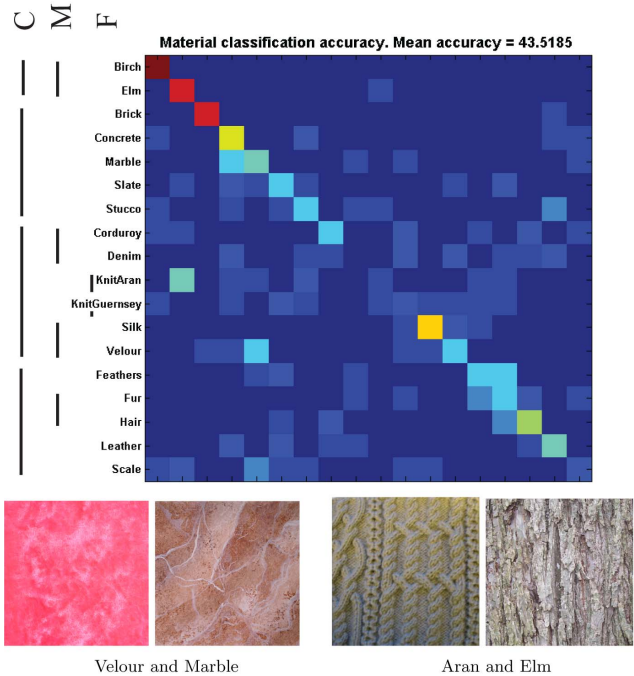 C M F
Material classification accuracy. Mean accuracy = 43.5185
Birch
Elm
Brick
Concrete
Marble
Slate
Stucco
Corduroy
Denim
KnitAran
KnitGuernsey
Silk
Velour
Feathers
Fur
Hair
Leather
Scale
Velour and Marble
Aran and Elm